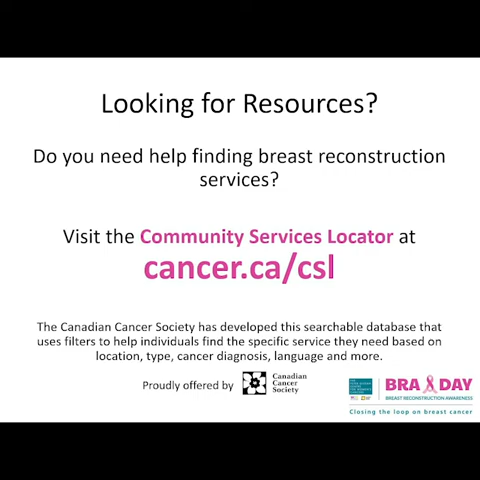 Looking for Resources?
Do you need help finding breast reconstruction
services?
Visit the Community Services Locator at
cancer.ca/csl
The Canadian Cancer Society has developed this searchable database that
uses filters to help individuals find the specific service they need based on
location, type, cancer diagnosis, language and more.
Proudly offered by
Canadian
Cancer
Society
BRA DAY
BREAST RECONSTRUCTION AWARENESS
Closing the loop on breast cancer